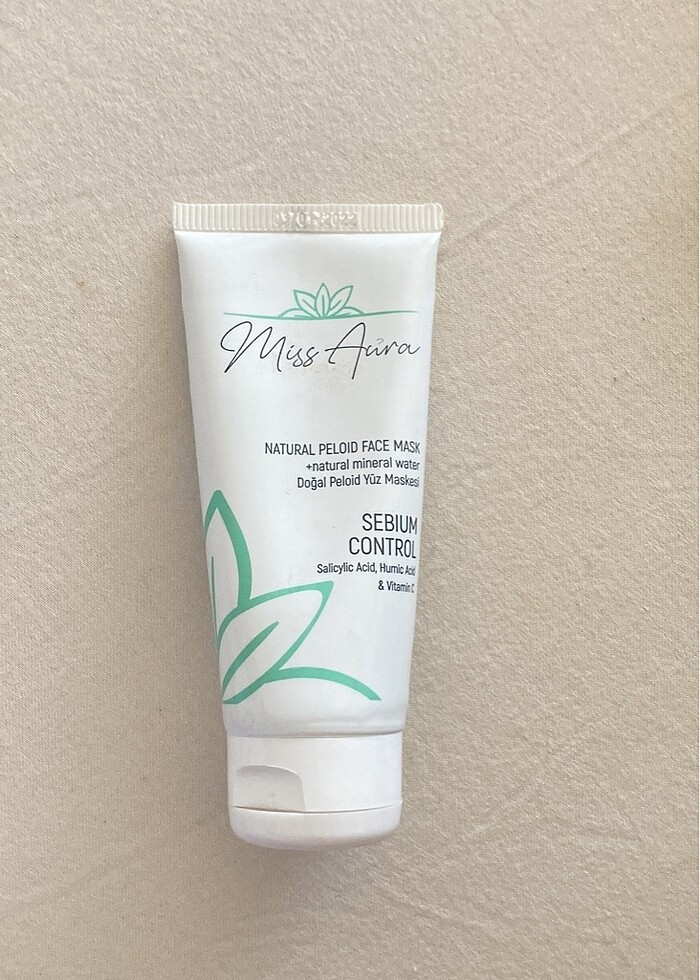 Miss Aura
NATURAL PELOID FACE MASK
+natural mineral water
Doğal Peloid Yüz Maskesi
SEBIUM
CONTROL
Salicylic Acid, Humic Acid
& Vitamin C